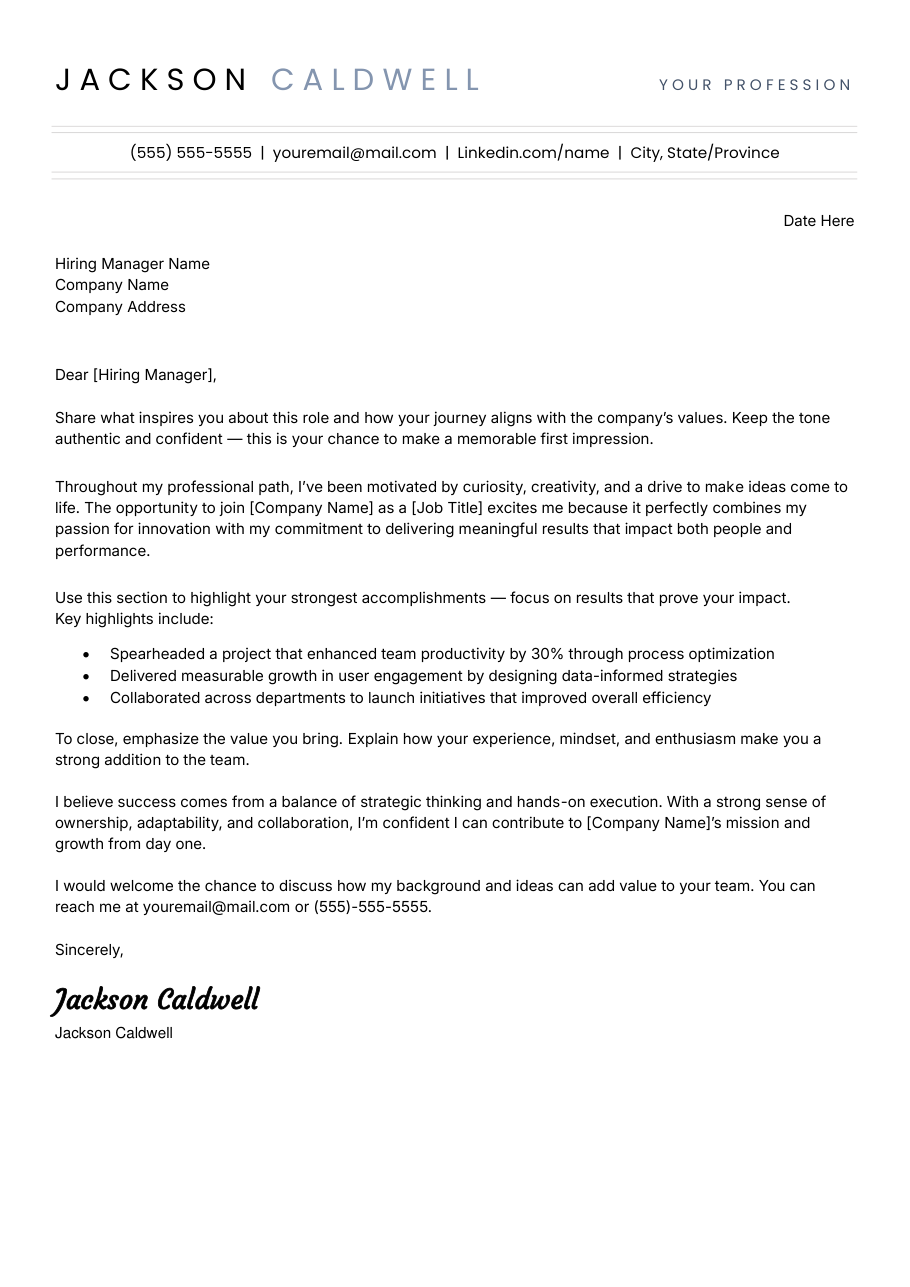 JACKSON CALDWELL YOUR PROFESSION
(555) 555-5555 | youremail@mail.com | Linkedin.com/name | City, State/Province
Date Here
Hiring Manager Name
Company Name
Company Address
Dear [Hiring Manager],
Share what inspires you about this role and how your journey aligns with the company’s values. Keep the tone
authentic and confident — this is your chance to make a memorable first impression.
Throughout my professional path, I’ve been motivated by curiosity, creativity, and a drive to make ideas come to
life. The opportunity to join [Company Name] as a [Job Title] excites me because it perfectly combines my
passion for innovation with my commitment to delivering meaningful results that impact both people and
performance.
Use this section to highlight your strongest accomplishments — focus on results that prove your impact.
Key highlights include:
• Spearheaded a project that enhanced team productivity by 30% through process optimization
• Delivered measurable growth in user engagement by designing data-informed strategies
• Collaborated across departments to launch initiatives that improved overall efficiency
To close, emphasize the value you bring. Explain how your experience, mindset, and enthusiasm make you a
strong addition to the team.
I believe success comes from a balance of strategic thinking and hands-on execution. With a strong sense of
ownership, adaptability, and collaboration, I’m confident I can contribute to [Company Name]’s mission and
growth from day one.
I would welcome the chance to discuss how my background and ideas can add value to your team. You can
reach me at youremail@mail.com or (555)-555-5555.
Sincerely,
Jackson Caldwell
Jackson Caldwell